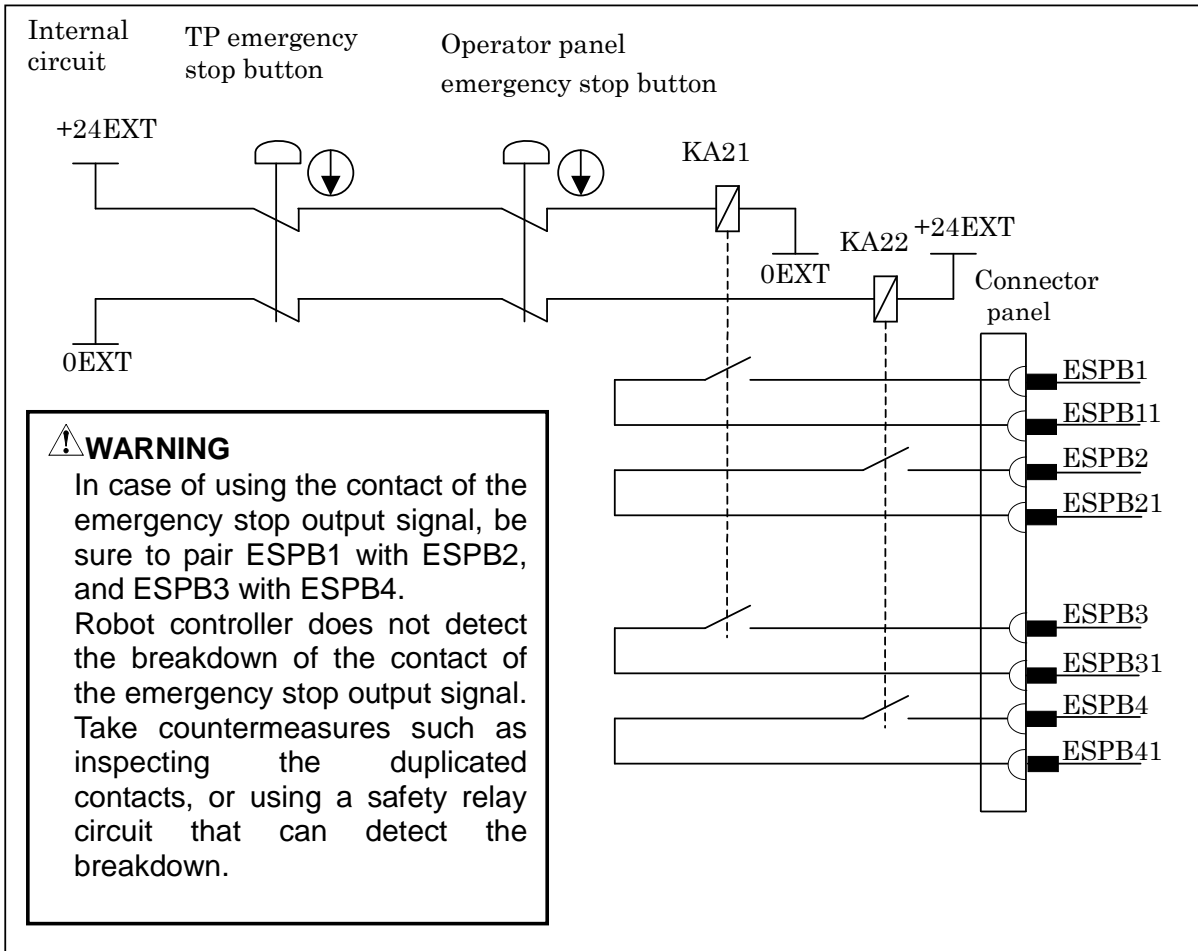 Internal
circuit
TP emergency
stop button
Operator panel
emergency stop button
+24EXT
KA21
KA22
+24EXT
0EXT
0EXT
Connector
panel
ESPB1
ESPB11
ESPB2
ESPB21
ESPB3
ESPB31
ESPB4
ESPB41
WARNING
In case of using the contact of the
emergency stop output signal, be
sure to pair ESPB1 with ESPB2,
and ESPB3 with ESPB4.
Robot controller does not detect
the breakdown of the contact of
the emergency stop output signal.
Take countermeasures such as
inspecting the duplicated
contacts, or using a safety relay
circuit that can detect the
breakdown.